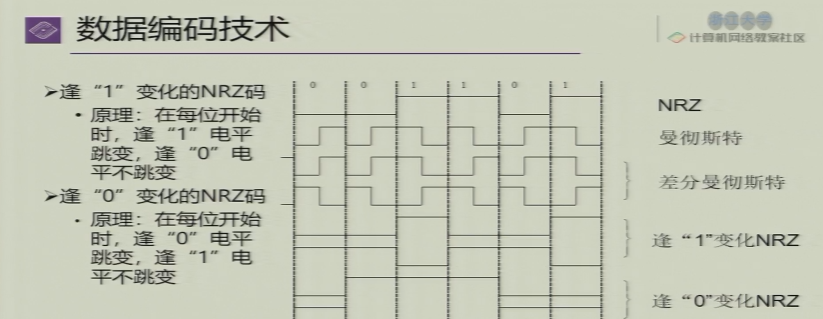 数据编码技术
浙江大学
计算机网络教案社区
➢逢“1”变化的NRZ码
• 原理：在每位开始
时，逢“1”电平
跳变，逢“0”电
平不跳变
➢逢“0”变化的NRZ码
• 原理：在每位开始
时，逢“0”电平
跳变，逢“1”电
平不跳变
0 0 1 1 0 1
NRZ
曼彻斯特
差分曼彻斯特
逢“1”变化NRZ
逢“0”变化NRZ